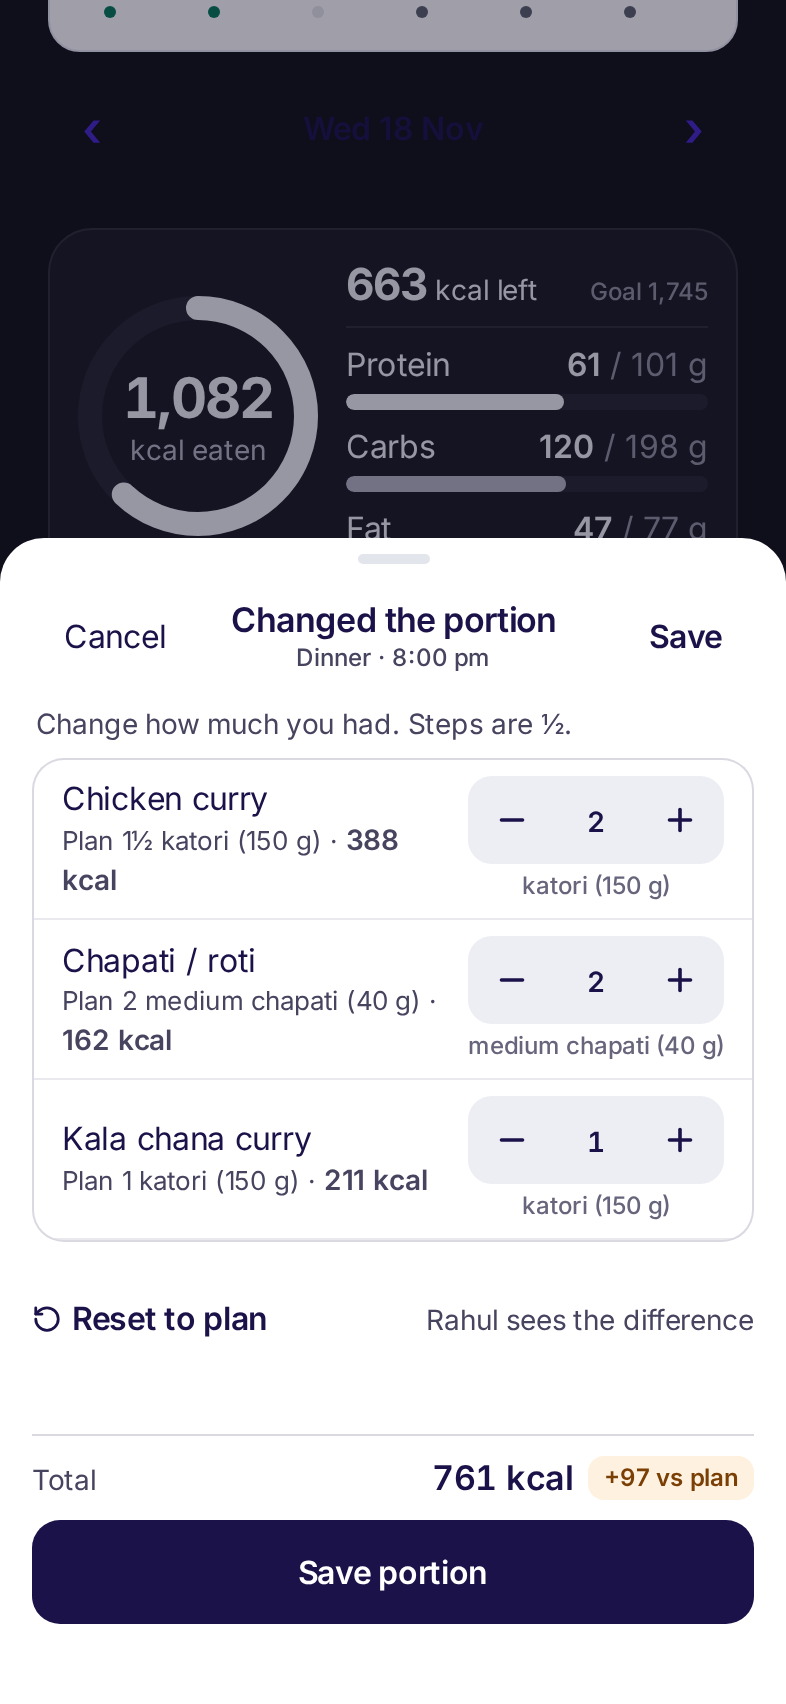 ‹ Wed 18 Nov ›
663 kcal left Goal 1,745
1,082
kcal eaten
Protein 61 / 101 g
Carbs 120 / 198 g
Fat 47 / 77 g
Cancel Changed the portion Save
Dinner · 8:00 pm
Change how much you had. Steps are ½.
Chicken curry
Plan 1½ katori (150 g) · 388
kcal
− 2 +
katori (150 g)
Chapati / roti
Plan 2 medium chapati (40 g) ·
162 kcal
− 2 +
medium chapati (40 g)
Kala chana curry
Plan 1 katori (150 g) · 211 kcal
− 1 +
katori (150 g)
Reset to plan Rahul sees the difference
Total 761 kcal +97 vs plan
Save portion